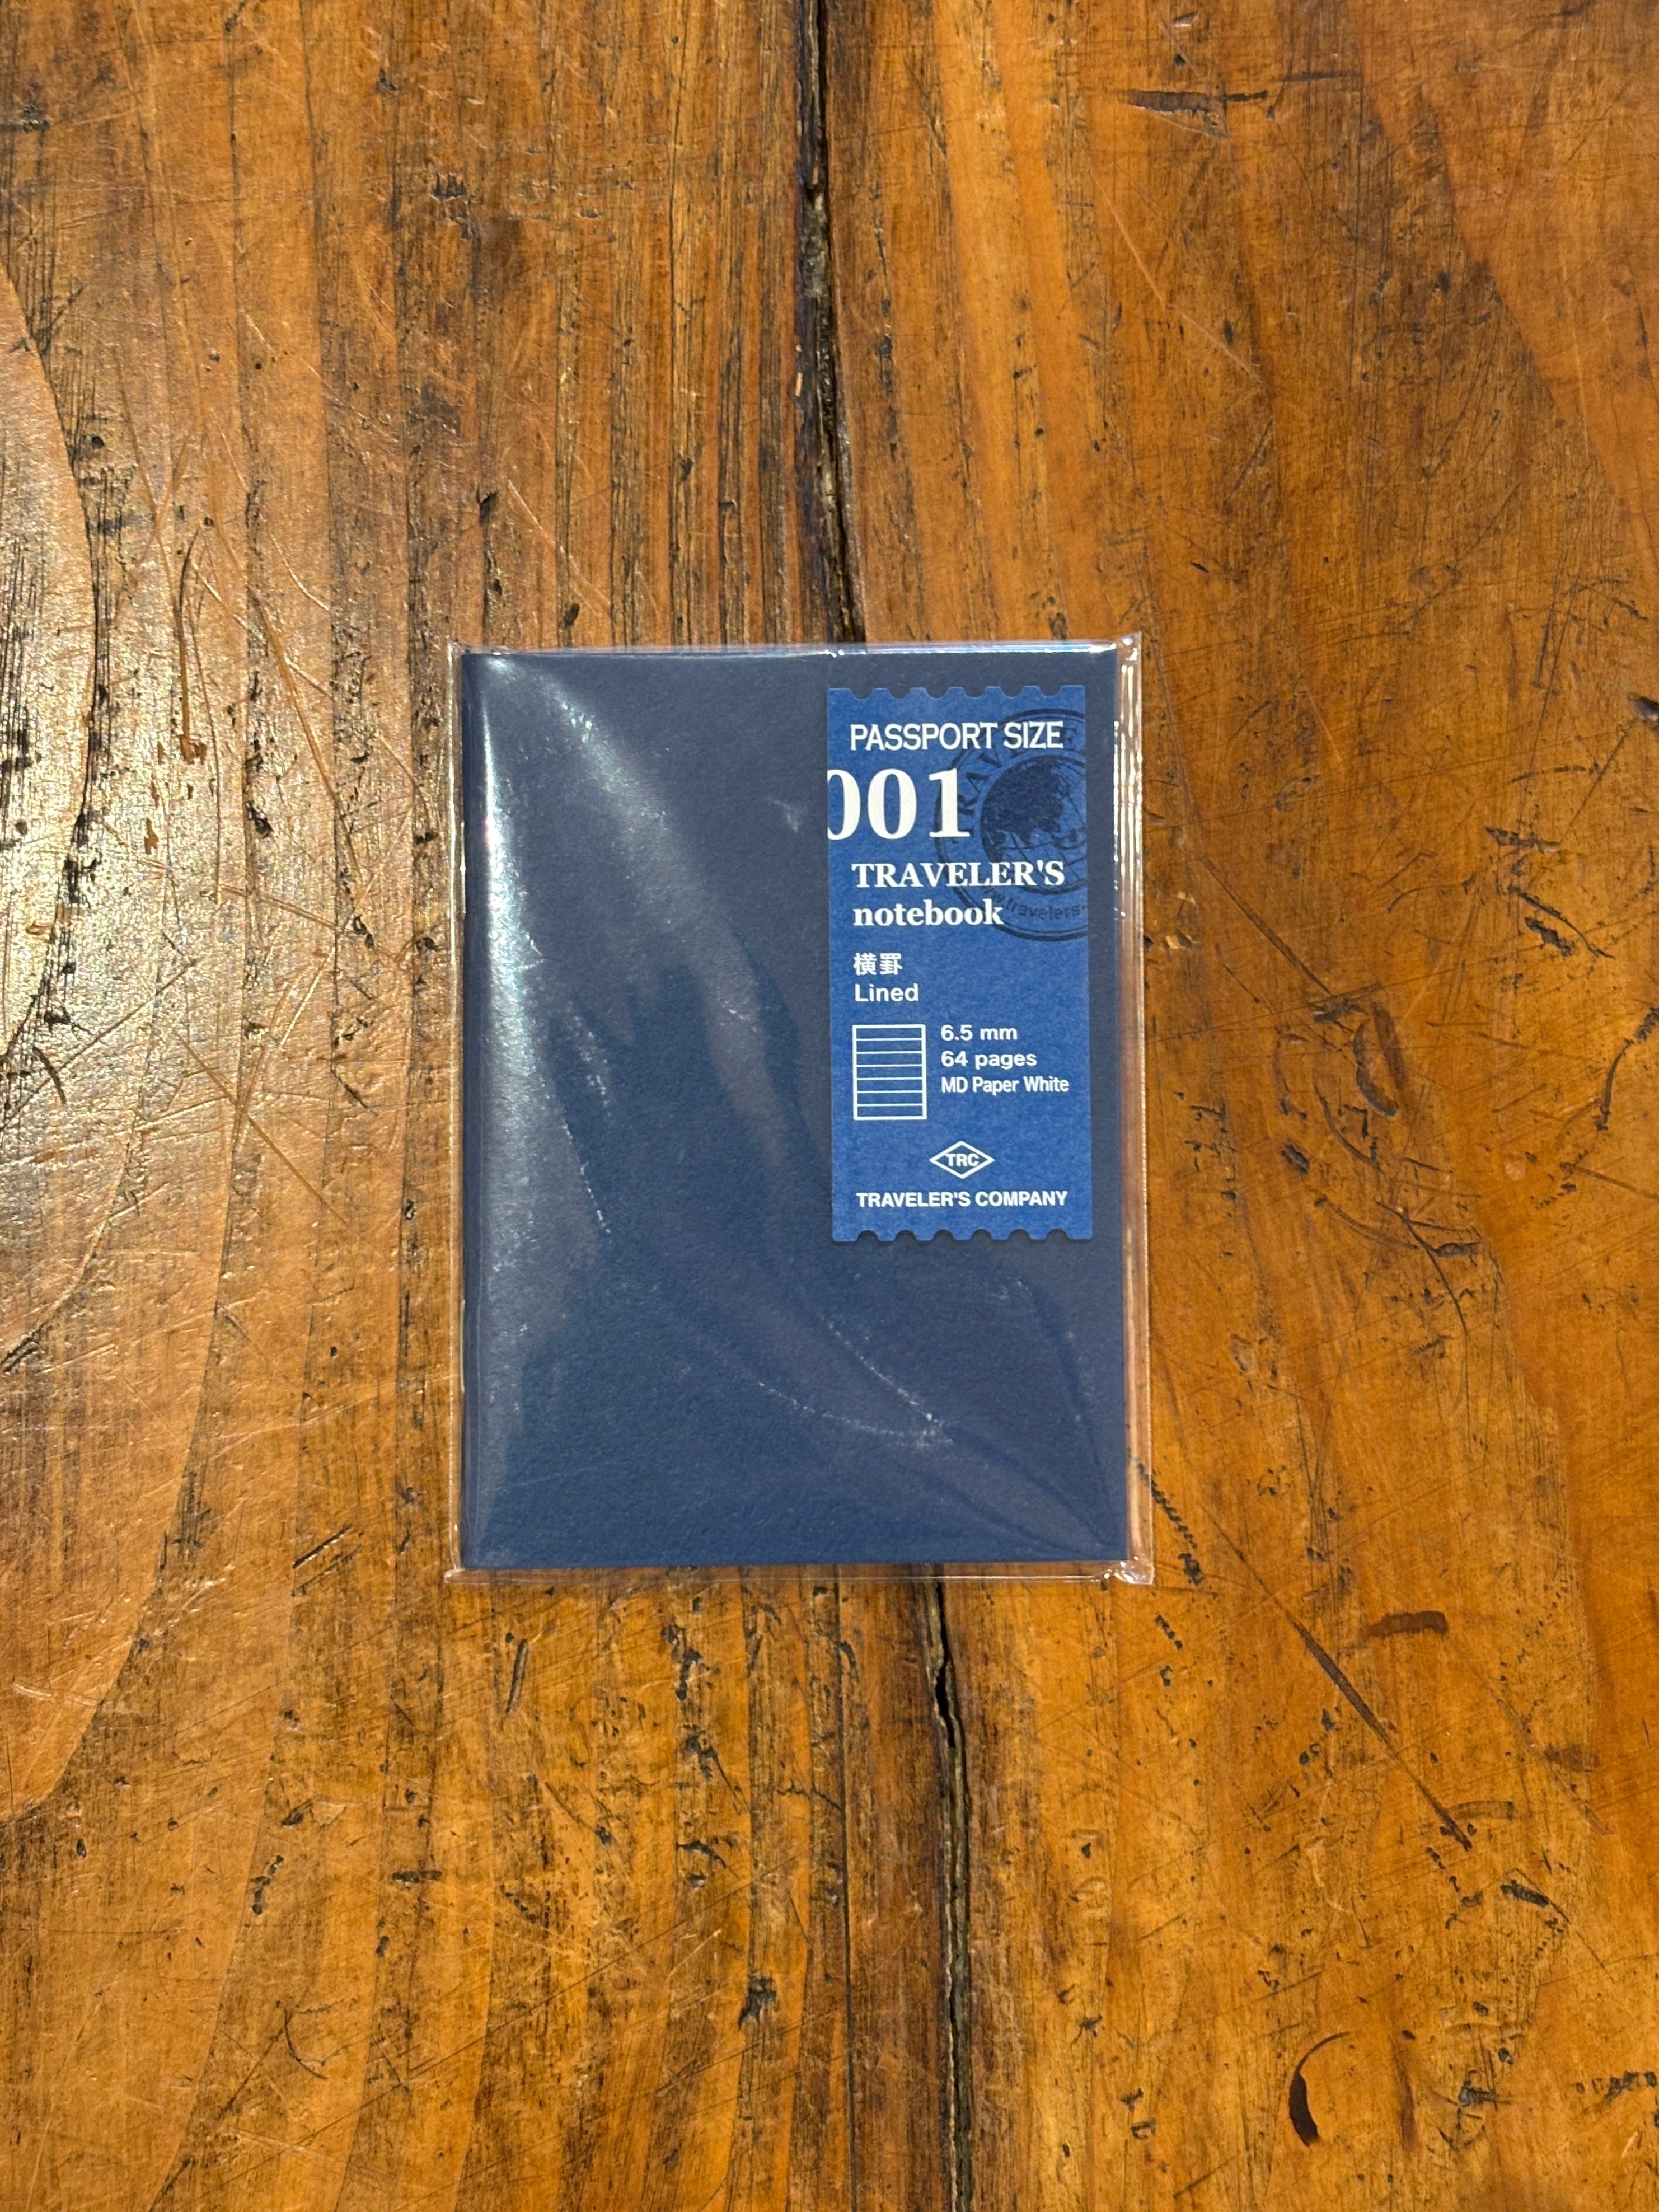 PASSPORT SIZE
001
TRAVELER'S
notebook
横罫
Lined
6.5 mm
64 pages
MD Paper White
TRC
TRAVELER'S COMPANY